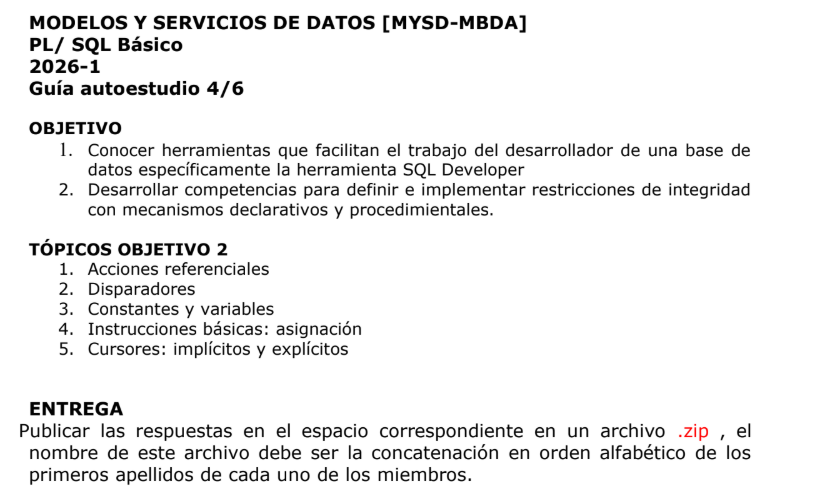 MODELOS Y SERVICIOS DE DATOS [MYSD-MBDA]
PL/ SQL Básico
2026-1
Guía autoestudio 4/6
OBJETIVO
1. Conocer herramientas que facilitan el trabajo del desarrollador de una base de
datos específicamente la herramienta SQL Developer
2. Desarrollar competencias para definir e implementar restricciones de integridad
con mecanismos declarativos y procedimientales.
TÓPICOS OBJETIVO 2
1. Acciones referenciales
2. Disparadores
3. Constantes y variables
4. Instrucciones básicas: asignación
5. Cursores: implícitos y explícitos
ENTREGA
Publicar las respuestas en el espacio correspondiente en un archivo .zip , el
nombre de este archivo debe ser la concatenación en orden alfabético de los
primeros apellidos de cada uno de los miembros.